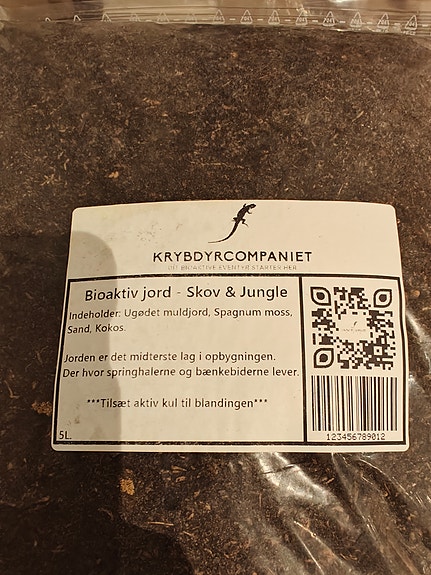 KRYBDYRCOMPANIET
DIT BIOAKTIVE EVENTYR STARTER HER
Bioaktiv jord - Skov & Jungle
Indeholder: Ugødet muldjord, Spagnum moss,
Sand, Kokos.
Jorden er det midterste lag i opbygningen.
Der hvor springhalerne og bænkebiderne lever.
***Tilsæt aktiv kul til blandingen***
5L.
123456789012